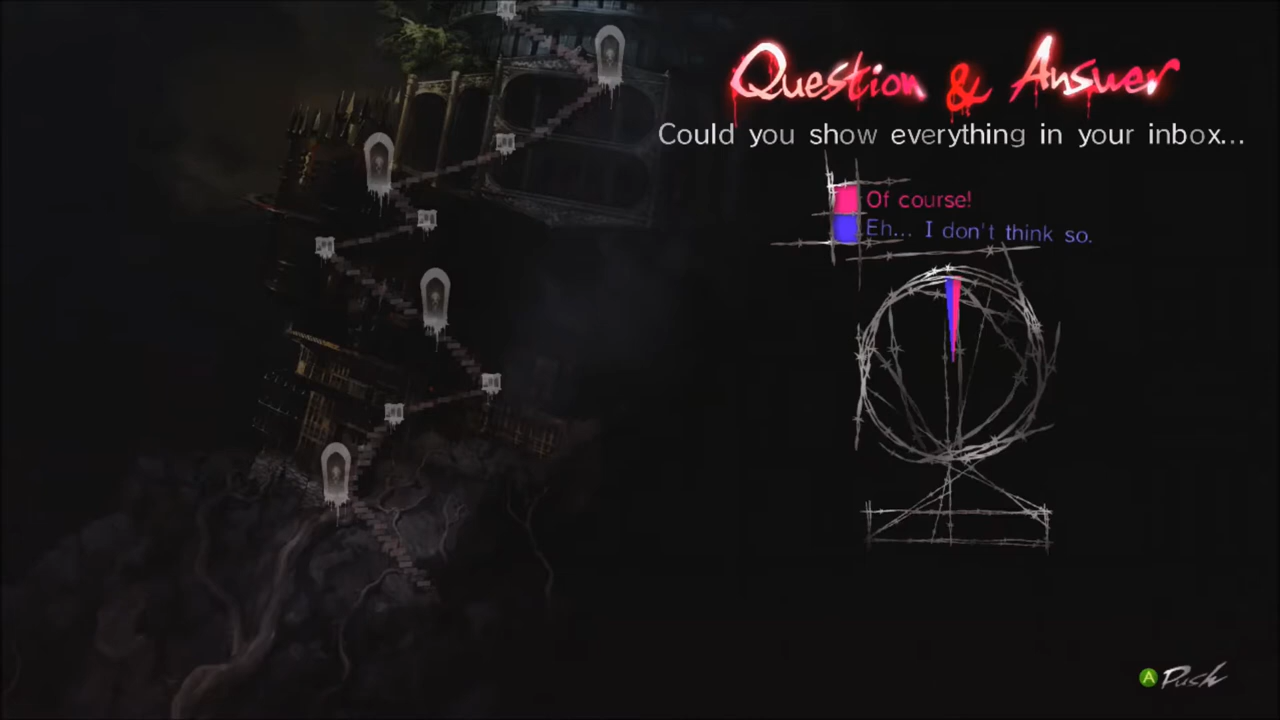 Question & Answer
Could you show everything in your inbox...
Of course!
Eh... I don't think so.
A Push